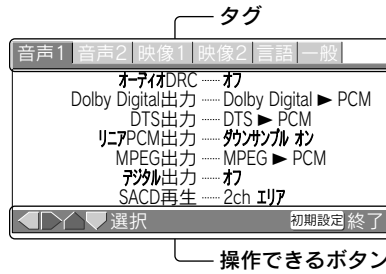 タグ
音声1 音声2 映像1 映像2 言語 一般
オーディオDRC ┄┄ オフ
Dolby Digital出力 ┄┄ Dolby Digital ► PCM
DTS出力 ┄┄ DTS ► PCM
リニアPCM出力 ┄┄ ダウンサンプル オン
MPEG出力 ┄┄ MPEG ► PCM
デジタル出力 ┄┄ オフ
SACD再生 ┄┄ 2ch エリア
選択 初期設定 終了
操作できるボタン